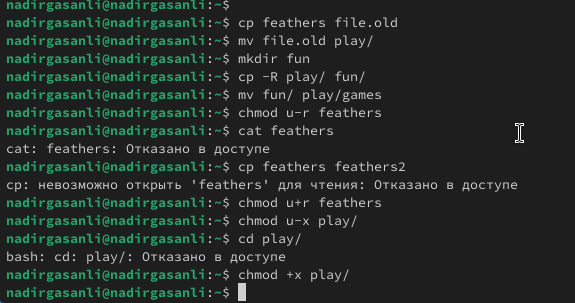 nadirgasanli@nadirgasanli:~$
nadirgasanli@nadirgasanli:~$ cp feathers file.old
nadirgasanli@nadirgasanli:~$ mv file.old play/
nadirgasanli@nadirgasanli:~$ mkdir fun
nadirgasanli@nadirgasanli:~$ cp -R play/ fun/
nadirgasanli@nadirgasanli:~$ mv fun/ play/games
nadirgasanli@nadirgasanli:~$ chmod u-r feathers
nadirgasanli@nadirgasanli:~$ cat feathers
cat: feathers: Отказано в доступе
nadirgasanli@nadirgasanli:~$ cp feathers feathers2
cp: невозможно открыть 'feathers' для чтения: Отказано в доступе
nadirgasanli@nadirgasanli:~$ chmod u+r feathers
nadirgasanli@nadirgasanli:~$ chmod u-x play/
nadirgasanli@nadirgasanli:~$ cd play/
bash: cd: play/: Отказано в доступе
nadirgasanli@nadirgasanli:~$ chmod +x play/
nadirgasanli@nadirgasanli:~$